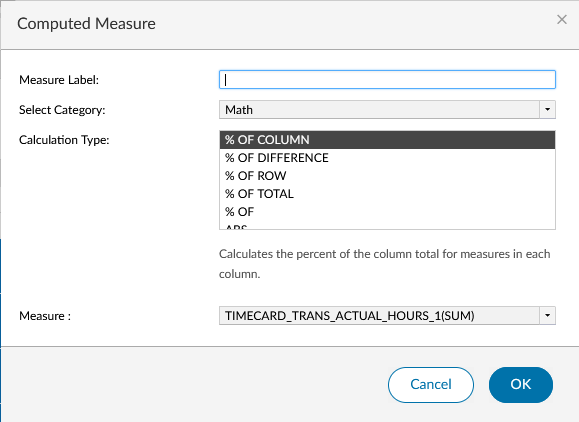 Computed Measure
Measure Label:
Select Category: Math
Calculation Type: % OF COLUMN
% OF DIFFERENCE
% OF ROW
% OF TOTAL
% OF
ABS
Calculates the percent of the column total for measures in each
column.
Measure : TIMECARD_TRANS_ACTUAL_HOURS_1(SUM)
Cancel OK